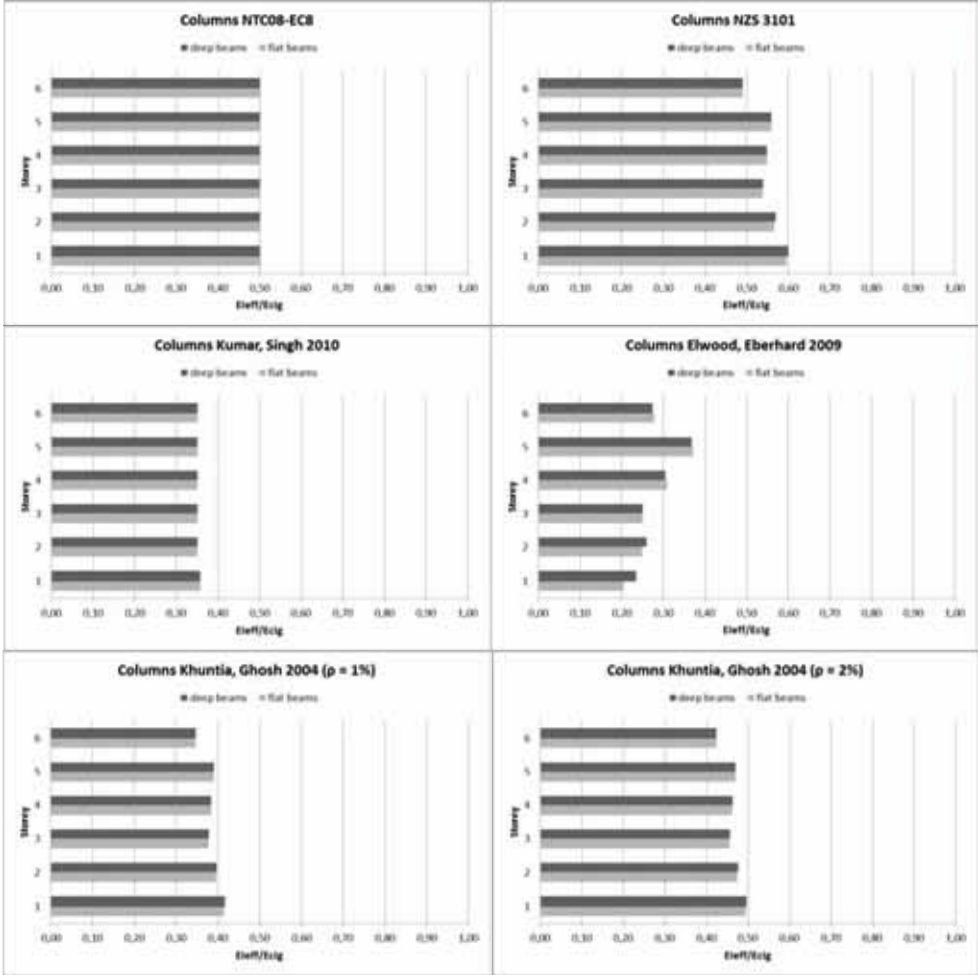 Columns NTC08-EC8
deep beams flat beams
Storey
6
5
4
3
2
1
0,00 0,10 0,20 0,30 0,40 0,50 0,60 0,70 0,80 0,90 1,00
EIeff/EcIg
Columns NZS 3101
deep beams flat beams
Storey
6
5
4
3
2
1
0,00 0,10 0,20 0,30 0,40 0,50 0,60 0,70 0,80 0,90 1,00
EIeff/EcIg
Columns Kumar, Singh 2010
deep beams flat beams
Storey
6
5
4
3
2
1
0,00 0,10 0,20 0,30 0,40 0,50 0,60 0,70 0,80 0,90 1,00
EIeff/EcIg
Columns Elwood, Eberhard 2009
deep beams flat beams
Storey
6
5
4
3
2
1
0,00 0,10 0,20 0,30 0,40 0,50 0,60 0,70 0,80 0,90 1,00
EIeff/EcIg
Columns Khuntia, Ghosh 2004 (ρ = 1%)
deep beams flat beams
Storey
6
5
4
3
2
1
0,00 0,10 0,20 0,30 0,40 0,50 0,60 0,70 0,80 0,90 1,00
EIeff/EcIg
Columns Khuntia, Ghosh 2004 (ρ = 2%)
deep beams flat beams
Storey
6
5
4
3
2
1
0,00 0,10 0,20 0,30 0,40 0,50 0,60 0,70 0,80 0,90 1,00
EIeff/EcIg